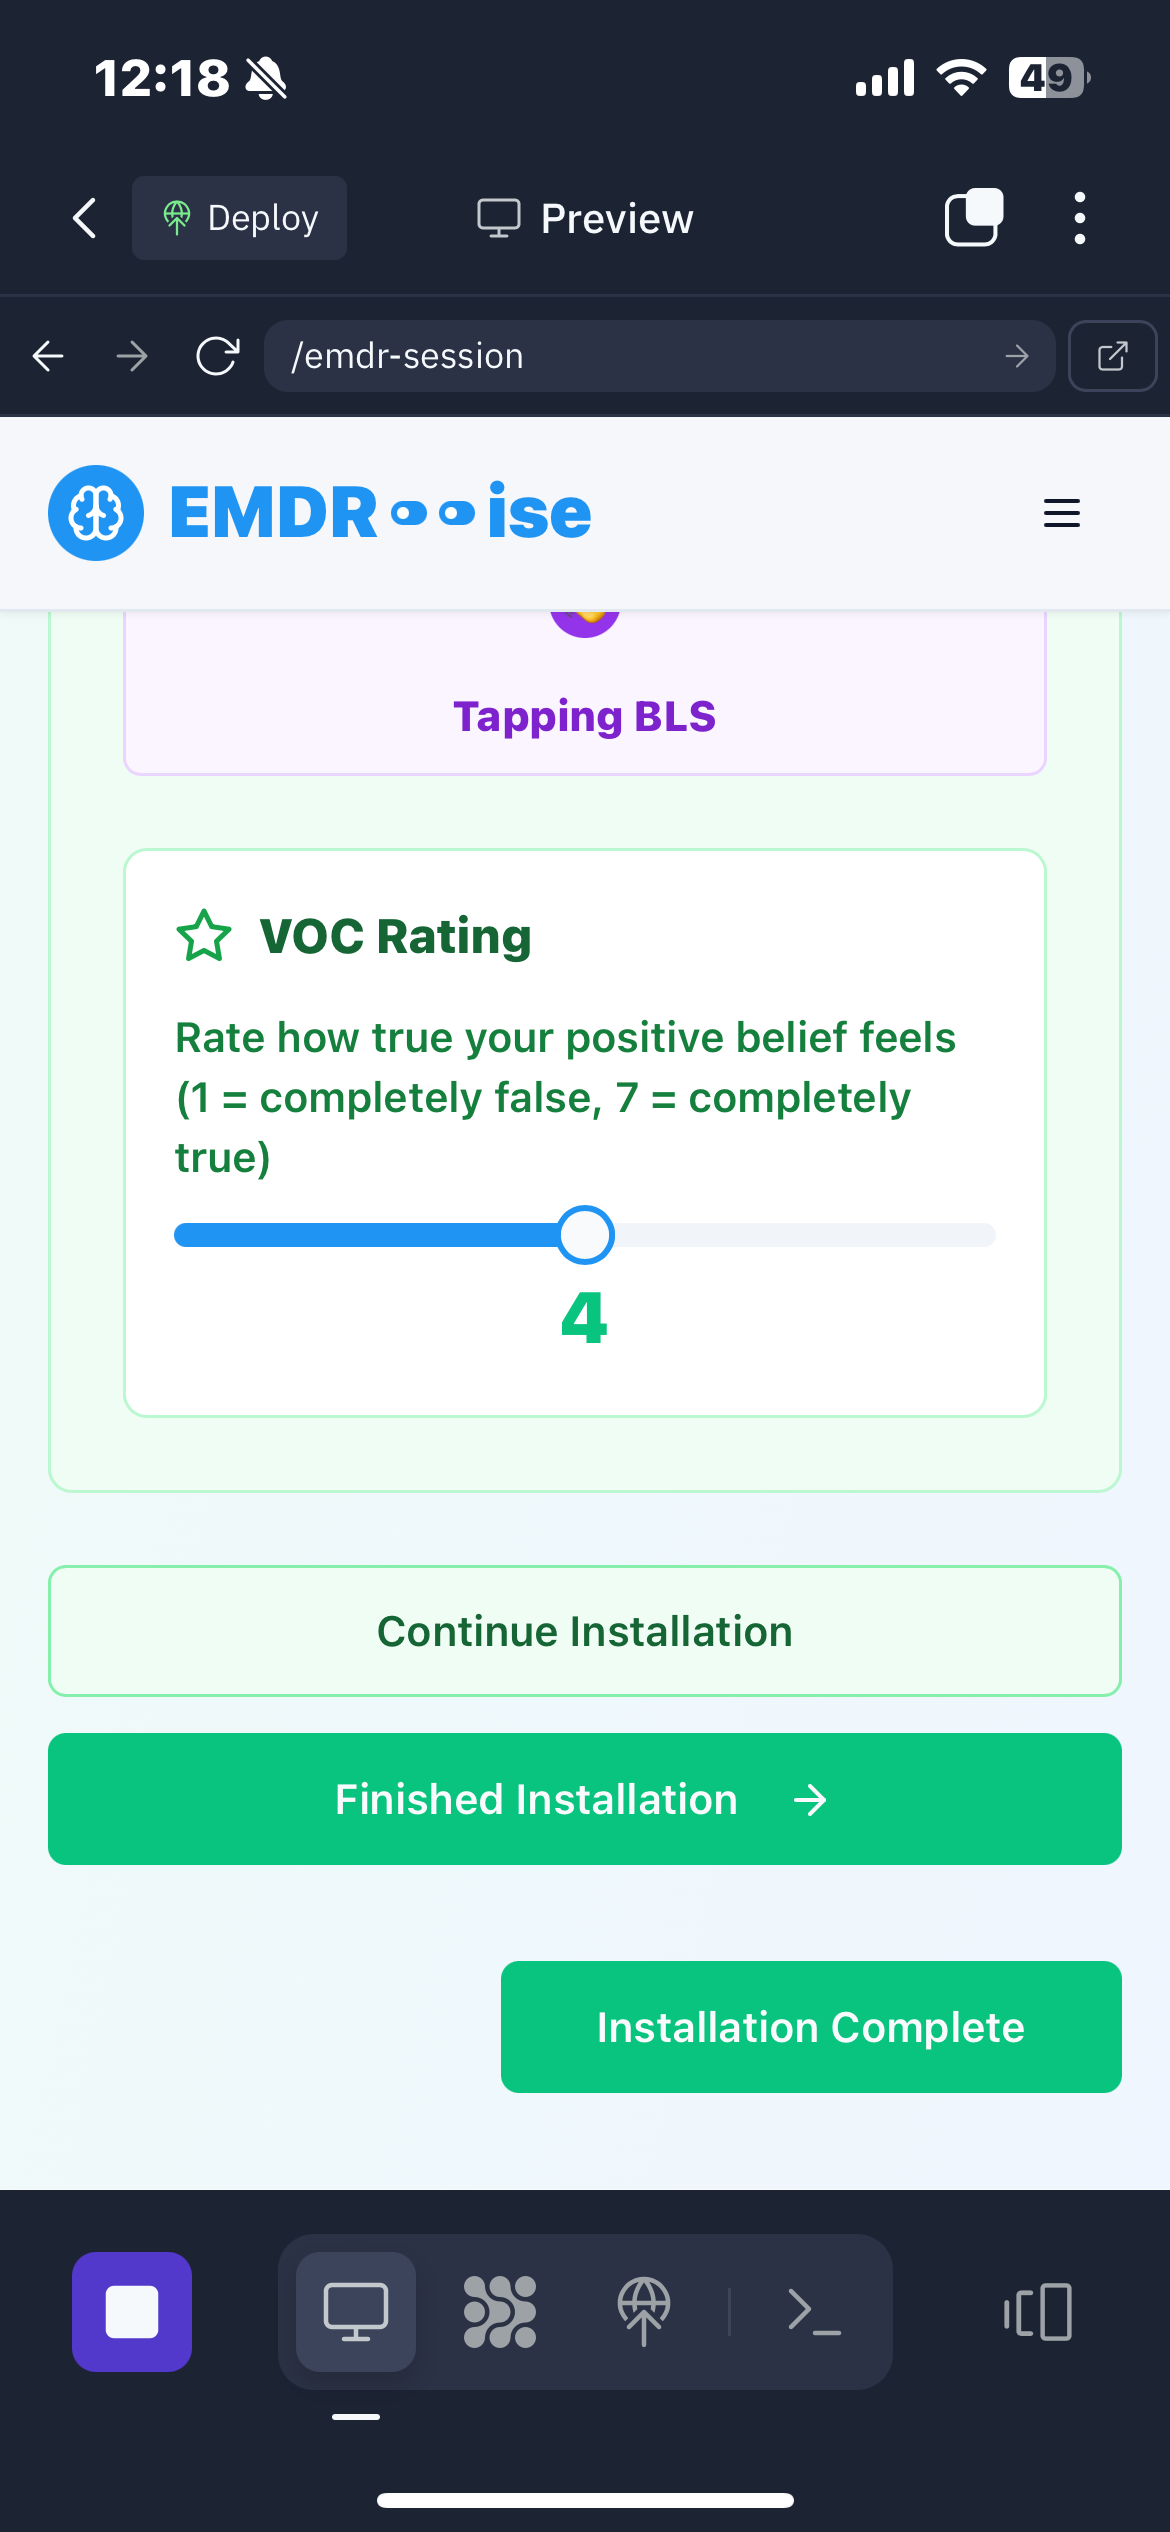 12:18
49
Deploy
Preview
/emdr-session
EMDR ise
Tapping BLS
VOC Rating
Rate how true your positive belief feels
(1 = completely false, 7 = completely
true)
4
Continue Installation
Finished Installation →
Installation Complete